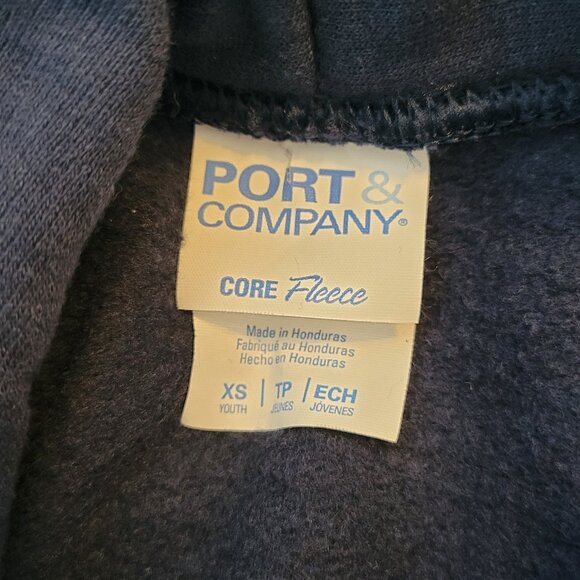 PORT &
COMPANY®
CORE Fleece
Made in Honduras
Fabriqué au Honduras
Hecho en Honduras
XS | TP | ECH
YOUTH JEUNES JÓVENES